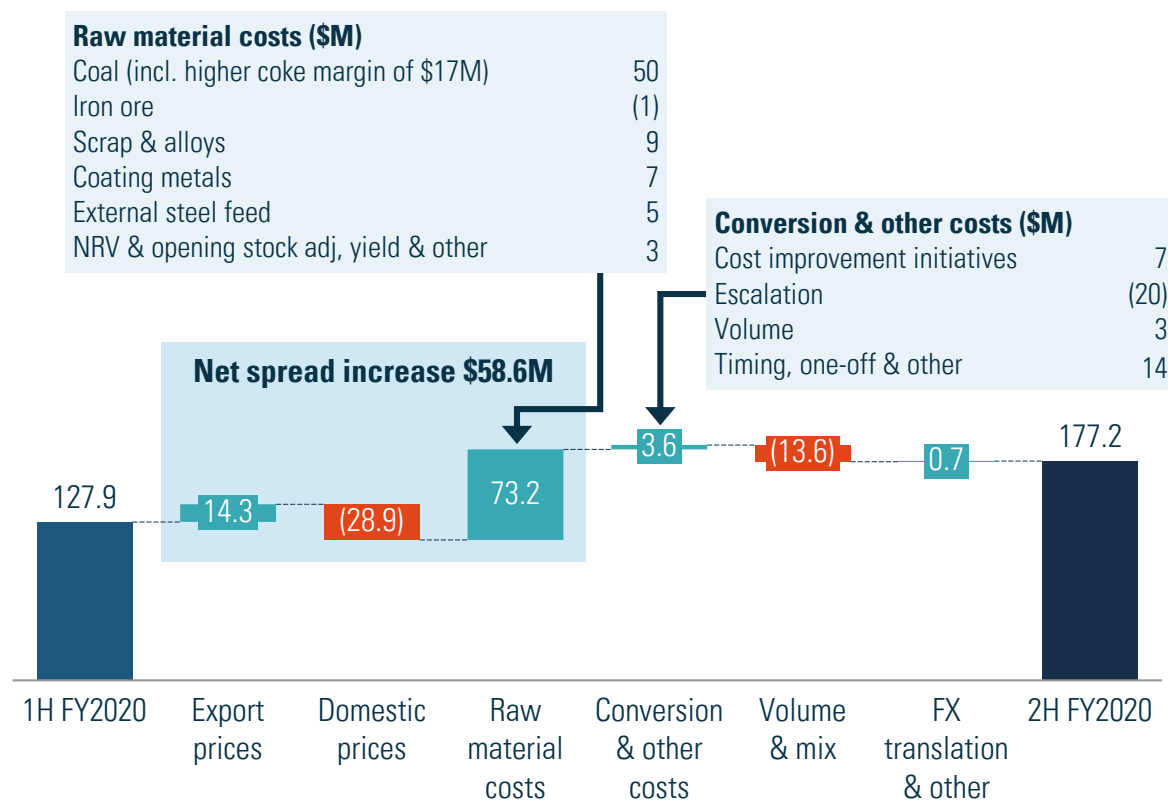 Raw material costs ($M)
Coal (incl. higher coke margin of $17M) 50
Iron ore (1)
Scrap & alloys 9
Coating metals 7
External steel feed 5
NRV & opening stock adj, yield & other 3
Conversion & other costs ($M)
Cost improvement initiatives 7
Escalation (20)
Volume 3
Timing, one-off & other 14
Net spread increase $58.6M
127.9
14.3
(28.9)
73.2
3.6
(13.6)
0.7
177.2
1H FY2020
Export
prices
Domestic
prices
Raw
material
costs
Conversion
& other
costs
Volume
& mix
FX
translation
& other
2H FY2020